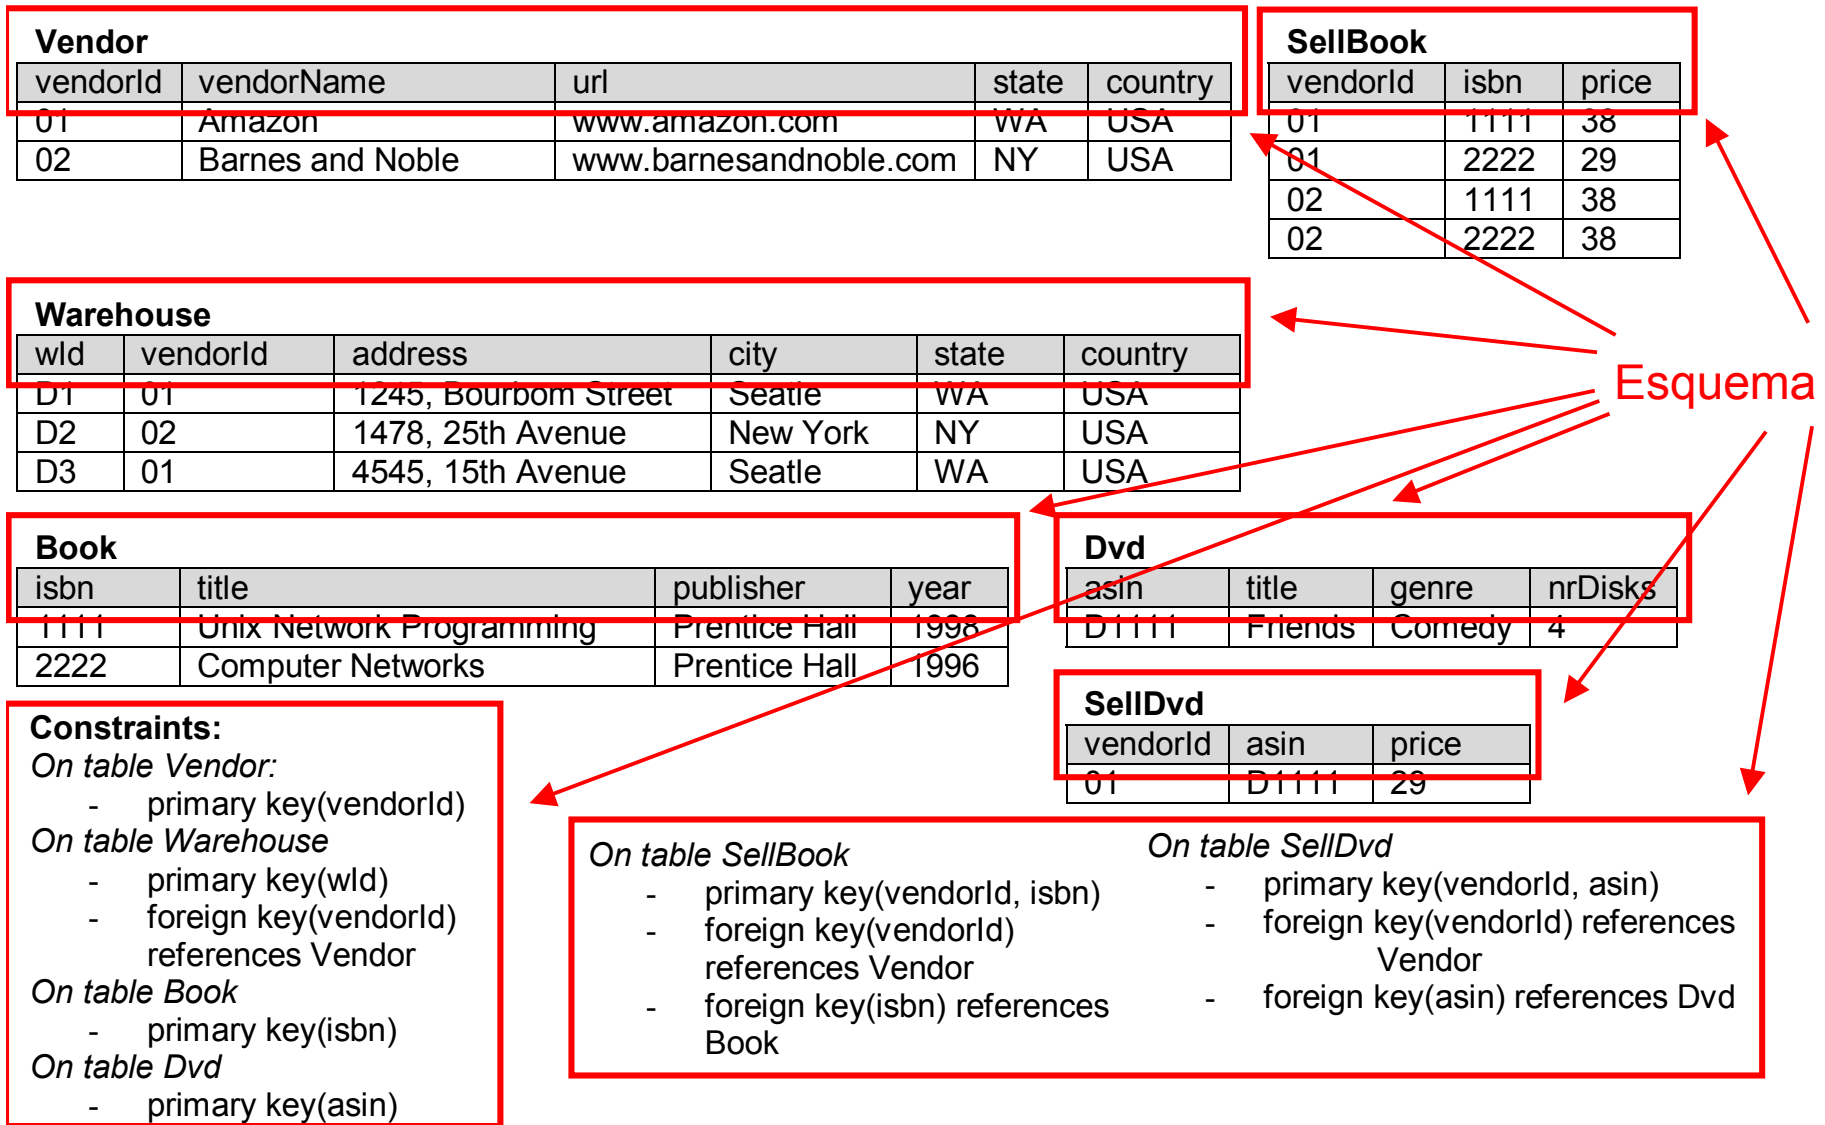 Vendor
vendorId vendorName url state country
01 Amazon www.amazon.com WA USA
02 Barnes and Noble www.barnesandnoble.com NY USA
SellBook
vendorId isbn price
01 1111 38
01 2222 29
02 1111 38
02 2222 38
Warehouse
wId vendorId address city state country
D1 01 1245, Bourbom Street Seatle WA USA
D2 02 1478, 25th Avenue New York NY USA
D3 01 4545, 15th Avenue Seatle WA USA
Esquema
Book
isbn title publisher year
1111 Unix Network Programming Prentice Hall 1998
2222 Computer Networks Prentice Hall 1996
Dvd
asin title genre nrDisks
D1111 Friends Comedy 4
SellDvd
vendorId asin price
01 D1111 29
Constraints:
On table Vendor:
- primary key(vendorId)
On table Warehouse
- primary key(wId)
- foreign key(vendorId)
references Vendor
On table Book
- primary key(isbn)
On table Dvd
- primary key(asin)
On table SellBook
- primary key(vendorId, isbn)
- foreign key(vendorId)
references Vendor
- foreign key(isbn) references
Book
On table SellDvd
- primary key(vendorId, asin)
- foreign key(vendorId) references
Vendor
- foreign key(asin) references Dvd